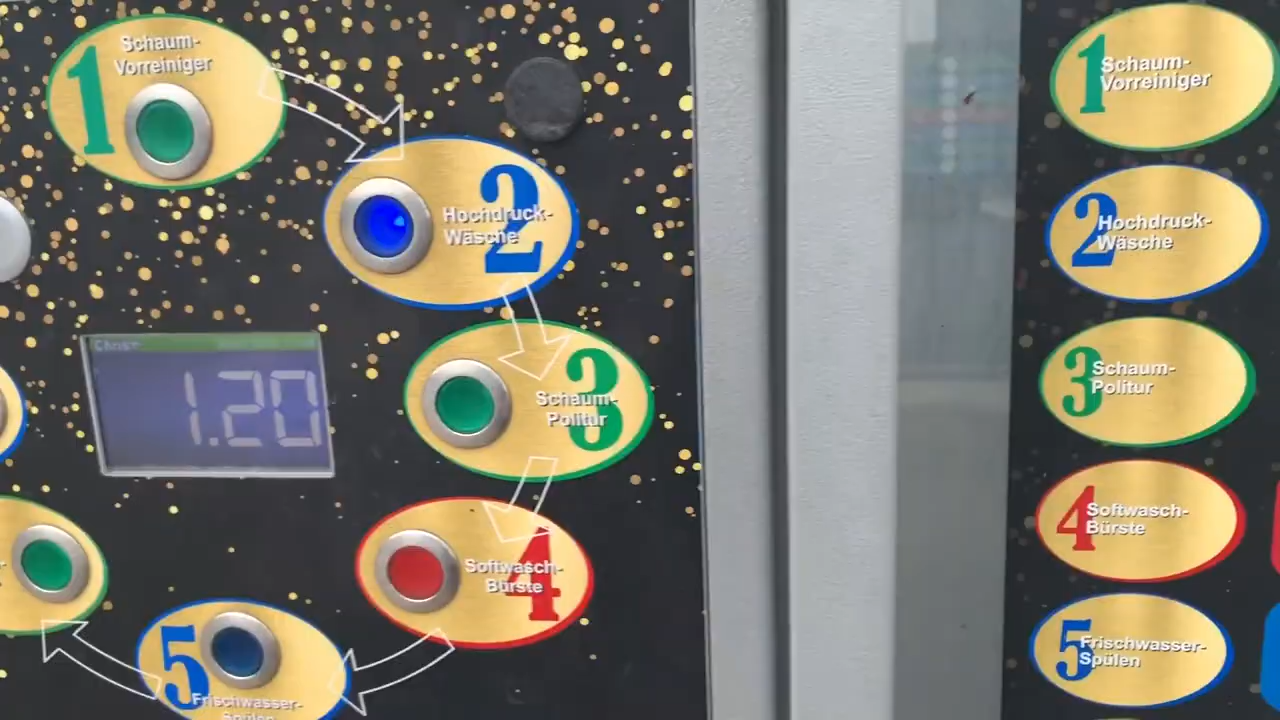 1
Schaum-
Vorreiniger
2
Hochdruck-
Wäsche
1.20
3
Schaum-
Politur
4
Softwasch-
Bürste
5
Frischwasser-
Spülen
1
Schaum-
Vorreiniger
2
Hochdruck-
Wäsche
3
Schaum-
Politur
4
Softwasch-
Bürste
5
Frischwasser-
Spülen